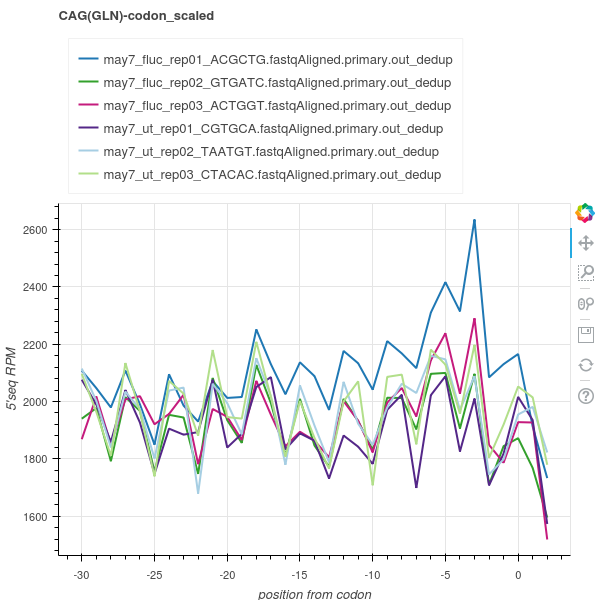 CAG(GLN)-codon_scaled
may7_fluc_rep01_ACGCTG.fastqAligned.primary.out_dedup
may7_fluc_rep02_GTGATC.fastqAligned.primary.out_dedup
may7_fluc_rep03_ACTGGT.fastqAligned.primary.out_dedup
may7_ut_rep01_CGTGCA.fastqAligned.primary.out_dedup
may7_ut_rep02_TAATGT.fastqAligned.primary.out_dedup
may7_ut_rep03_CTACAC.fastqAligned.primary.out_dedup
2600
2400
2200
2000
1800
1600
5'seq RPM
-30 -25 -20 -15 -10 -5 0
position from codon